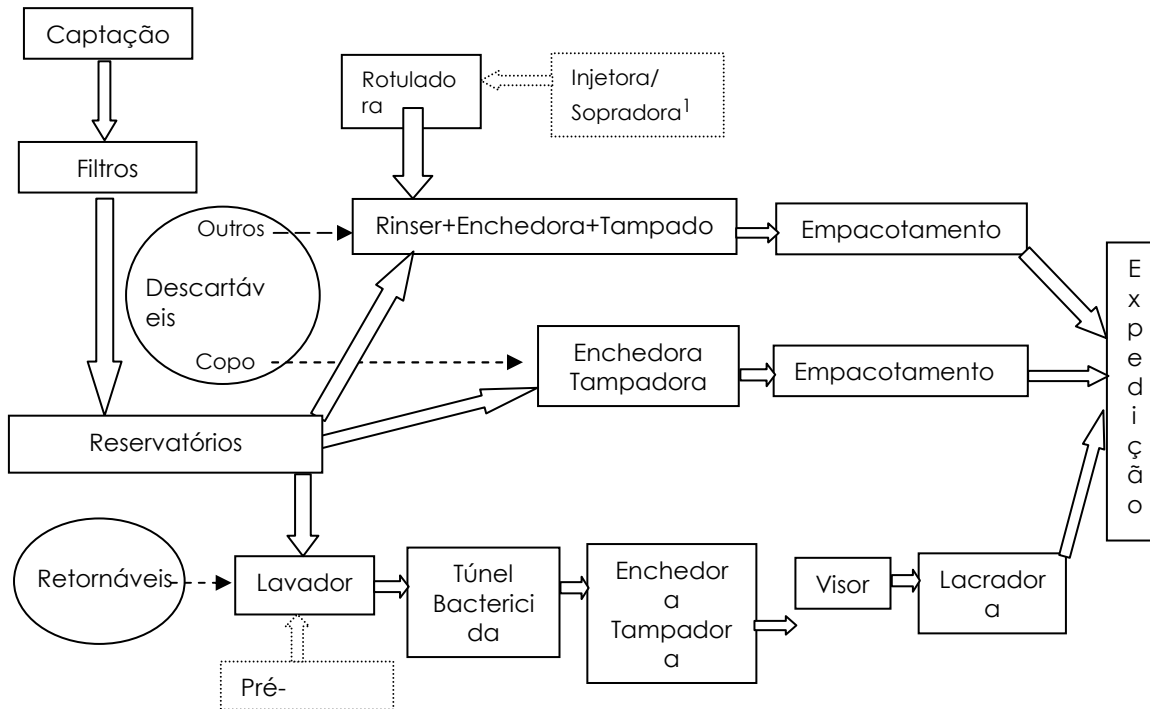 Captação
Filtros
Rotulado
ra
Injetora/
Sopradora1
Outros
Descartáv
eis
Copo
Rinser+Enchedora+Tampado
Empacotamento
Enchedora
Tampadora
Empacotamento
E
x
p
e
d
i
ç
ã
o
Reservatórios
Retornáveis
Lavador
Túnel
Bacterici
da
Enchedor
a
Tampador
a
Visor
Lacrador
a
Pré-